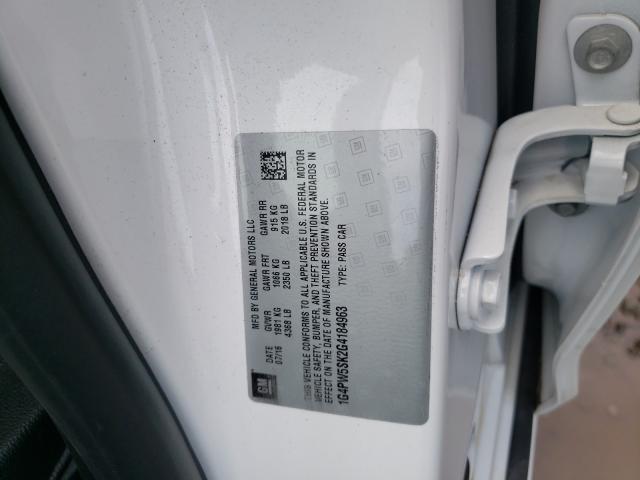 GM
MFD BY GENERAL MOTORS LLC
DATE GVWR GAWR FRT GAWR RR
07/16 1981 KG 1066 KG 915 KG
4368 LB 2350 LB 2018 LB
THIS VEHICLE CONFORMS TO ALL APPLICABLE U.S. FEDERAL MOTOR
VEHICLE SAFETY, BUMPER, AND THEFT PREVENTION STANDARDS IN
EFFECT ON THE DATE OF MANUFACTURE SHOWN ABOVE.
TYPE: PASS CAR
1G4PW5SK2G4184963